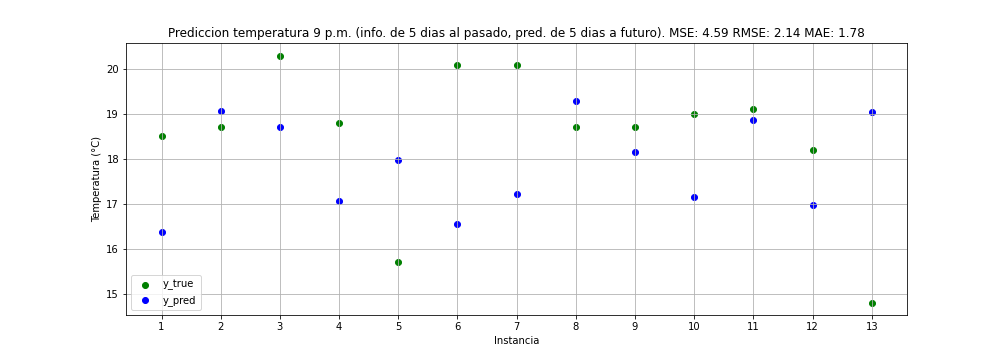 Prediccion temperatura 9 p.m. (info. de 5 dias al pasado, pred. de 5 dias a futuro). MSE: 4.59 RMSE: 2.14 MAE: 1.78
Temperatura (°C)
20
19
18
17
16
15
y_true
y_pred
1 2 3 4 5 6 7 8 9 10 11 12 13
Instancia